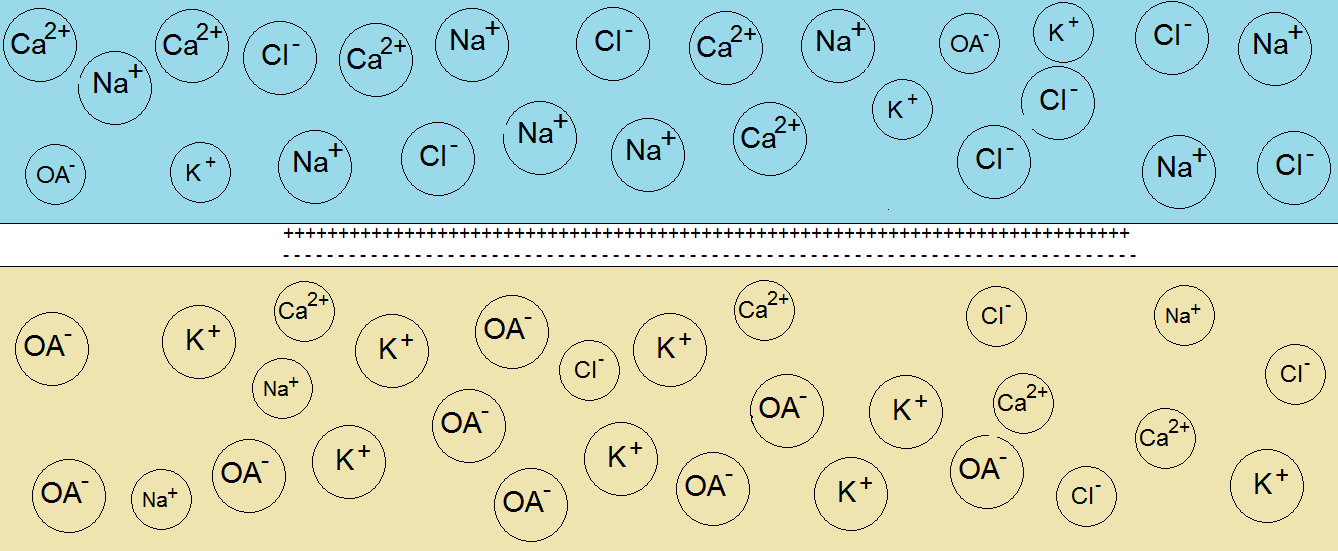 Ca²⁺ Ca²⁺ Cl⁻ Ca²⁺ Na⁺ Cl⁻ Ca²⁺ Na⁺ OA⁻ K⁺ Cl⁻ Na⁺
Na⁺ K⁺ Cl⁻
OA⁻ K⁺ Na⁺ Cl⁻ Na⁺ Na⁺ Ca²⁺ Cl⁻ Na⁺ Cl⁻
++++++++++++++++++++++++++++++++++++++++++++++++++++++++++++++++++++++++++++++
- - - - - - - - - - - - - - - - - - - - - - - - - - - - - - - - - - - - - - - - - - - - - - - - - - - - - - - - - - - - - - - - - - - - - - - - - - - - - - -
OA⁻ K⁺ Ca²⁺ K⁺ OA⁻ K⁺ Ca²⁺ Cl⁻ Na⁺
Na⁺ Cl⁻ Cl⁻
OA⁻ OA⁻ K⁺ Ca²⁺ Ca²⁺
OA⁻ Na⁺ OA⁻ K⁺ OA⁻ K⁺ OA⁻ K⁺ OA⁻ Cl⁻ K⁺